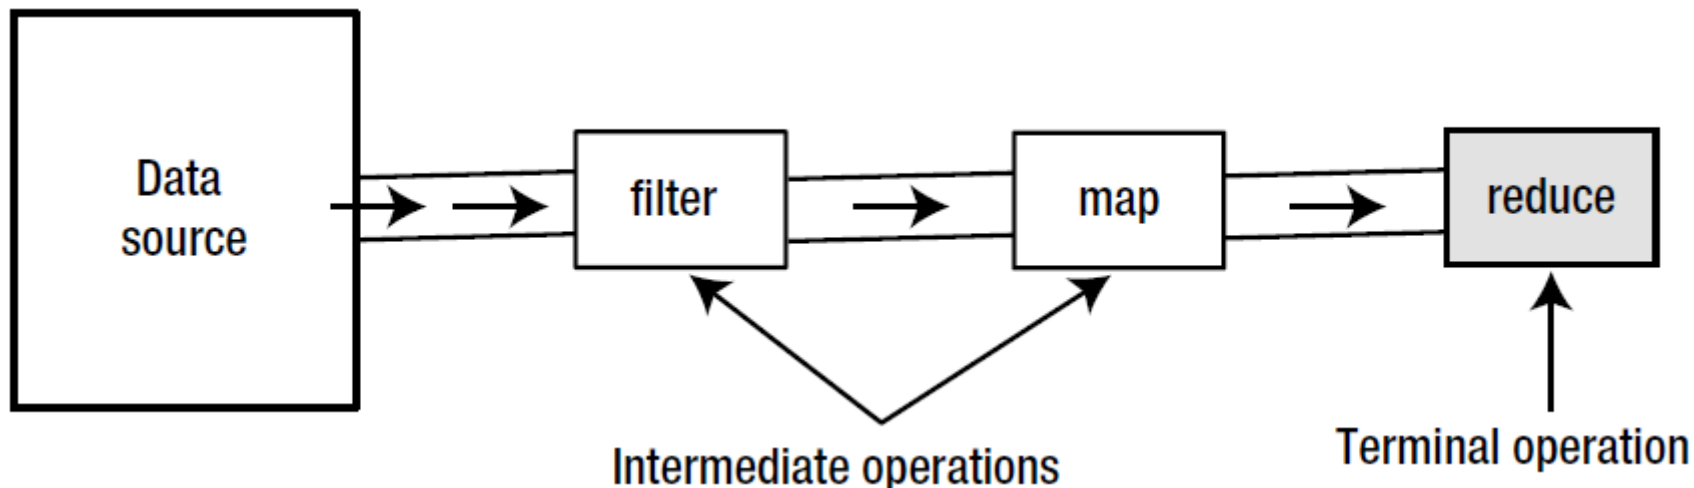 Data
source
filter
map
reduce
Intermediate operations
Terminal operation